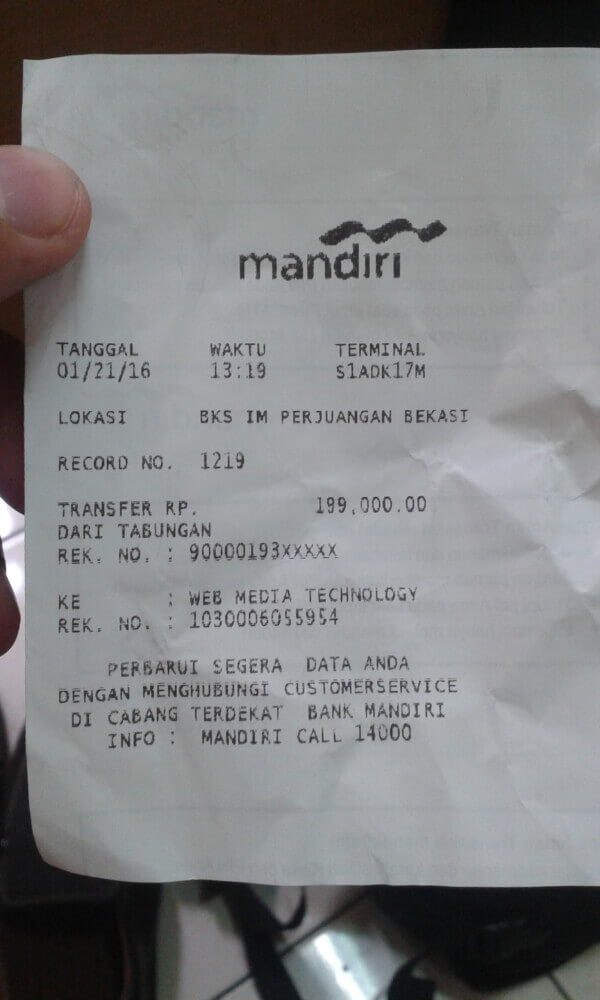 mandiri
TANGGAL WAKTU TERMINAL
01/21/16 13:19 S1ADK17M
LOKASI BKS IM PERJUANGAN BEKASI
RECORD NO. 1219
TRANSFER RP. 199,000.00
DARI TABUNGAN
REK. NO. : 90000193XXXXX
KE : WEB MEDIA TECHNOLOGY
REK. NO. : 1030006055954
PERBARUI SEGERA DATA ANDA
DENGAN MENGHUBUNGI CUSTOMERSERVICE
DI CABANG TERDEKAT BANK MANDIRI
INFO : MANDIRI CALL 14000